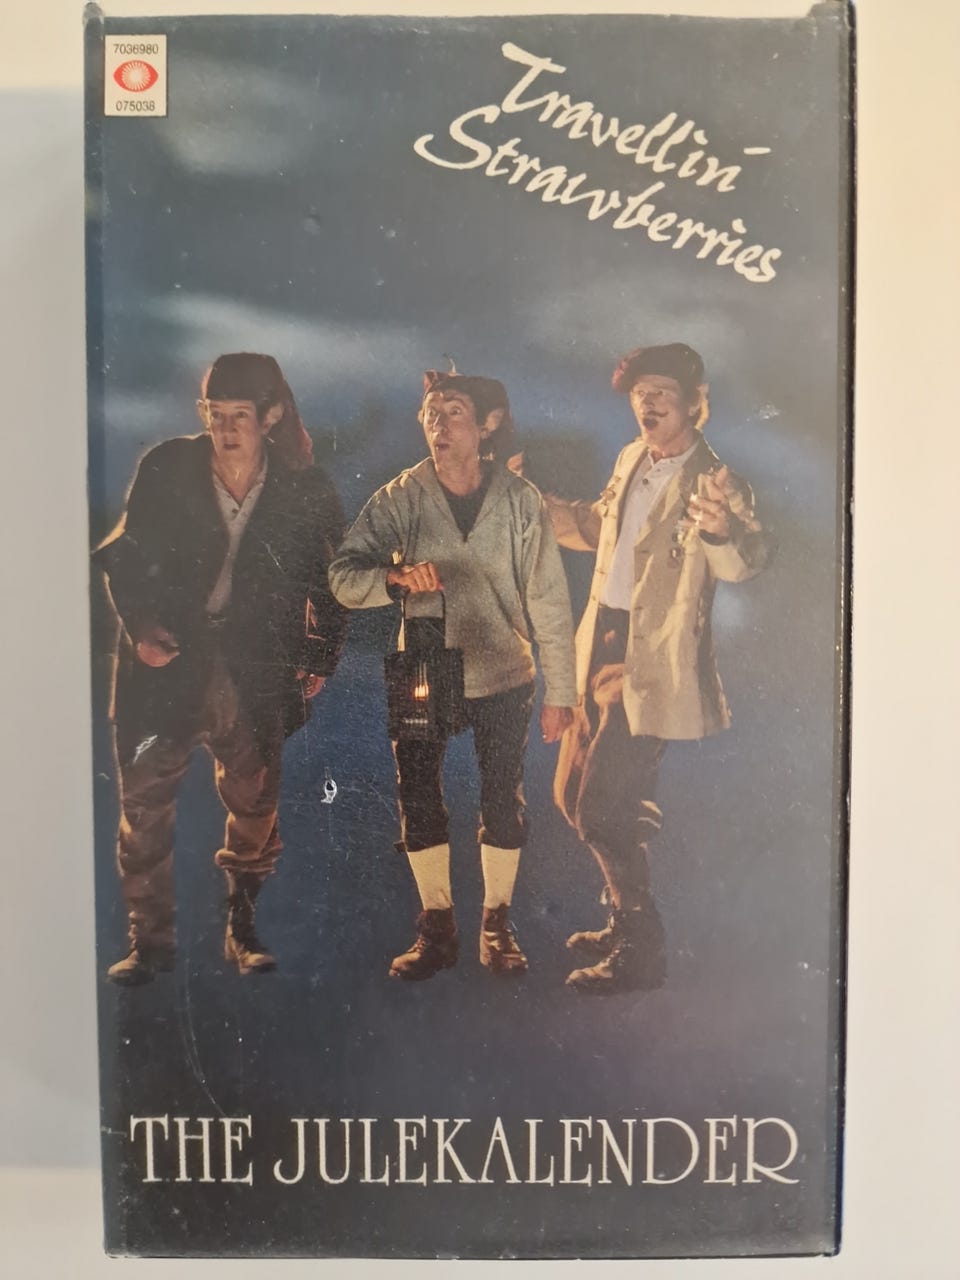 7036980
075038
Travellin'
Strawberries
THE JULEKALENDER